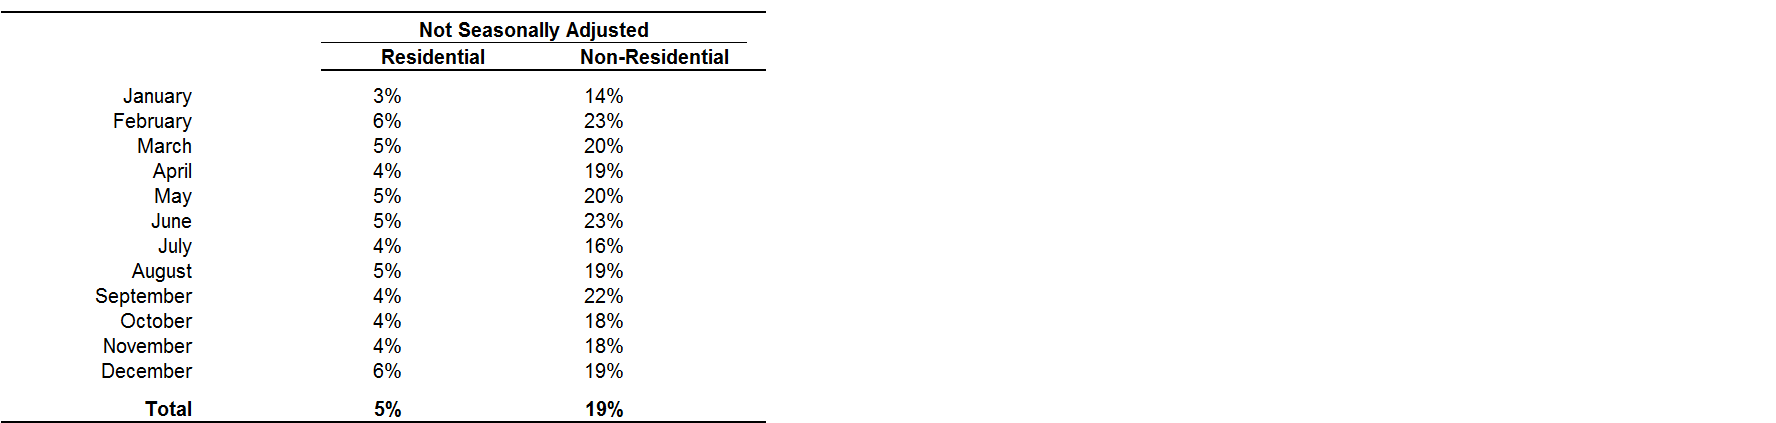 Not Seasonally Adjusted
Residential Non-Residential
January 3% 14%
February 6% 23%
March 5% 20%
April 4% 19%
May 5% 20%
June 5% 23%
July 4% 16%
August 5% 19%
September 4% 22%
October 4% 18%
November 4% 18%
December 6% 19%
Total 5% 19%